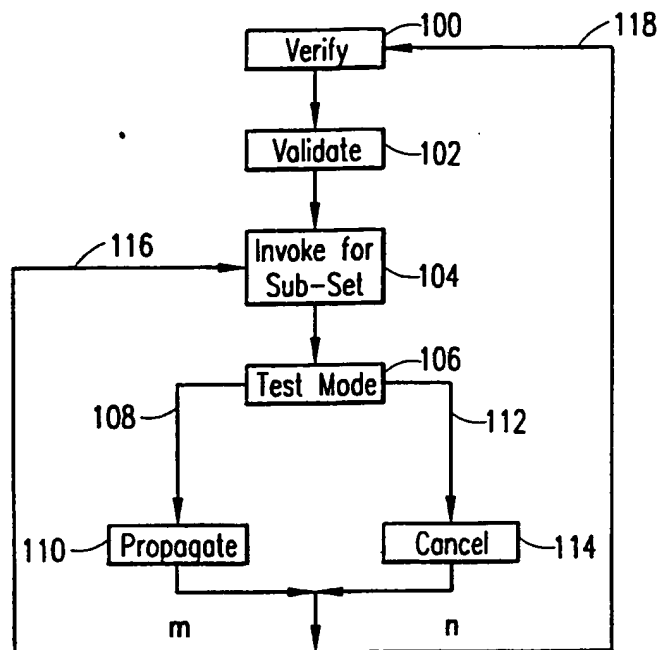 100
118
Verify
Validate
102
116
Invoke for
Sub-Set
104
106
Test Mode
108
112
110
Propagate
Cancel
114
m
n